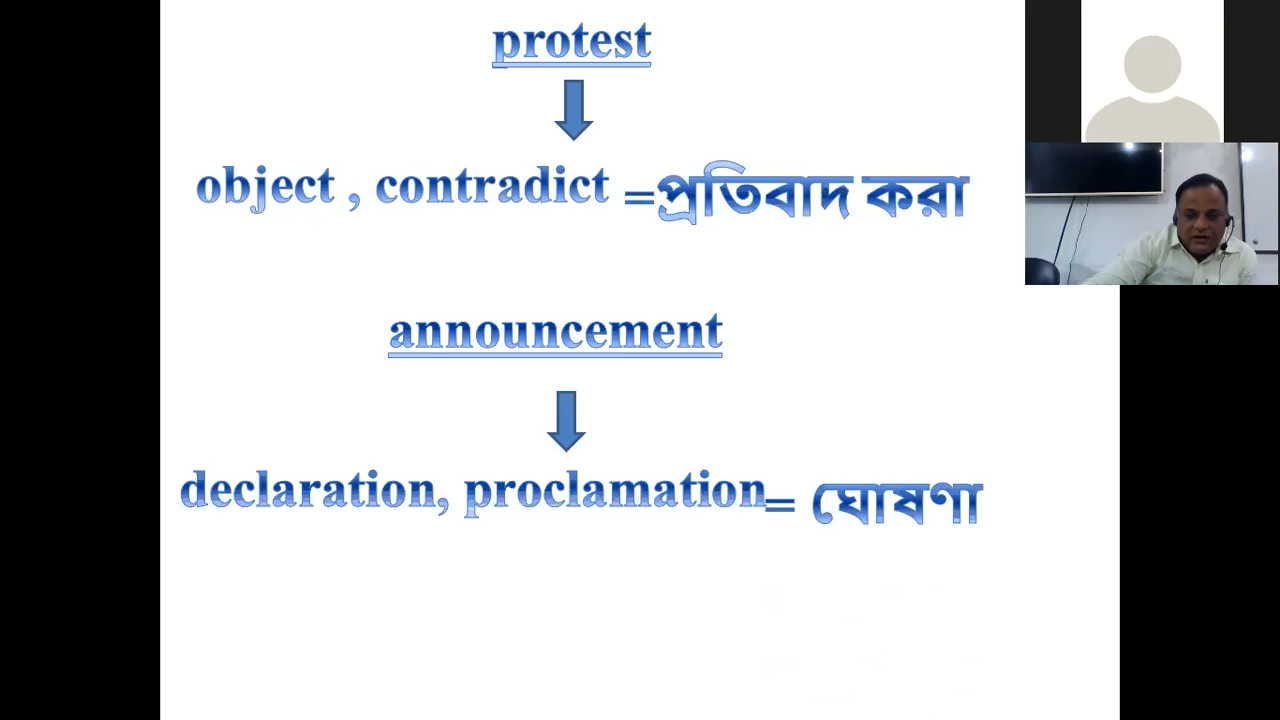 protest
object , contradict =প্রতিবাদ করা
announcement
declaration, proclamation= ঘোষণা